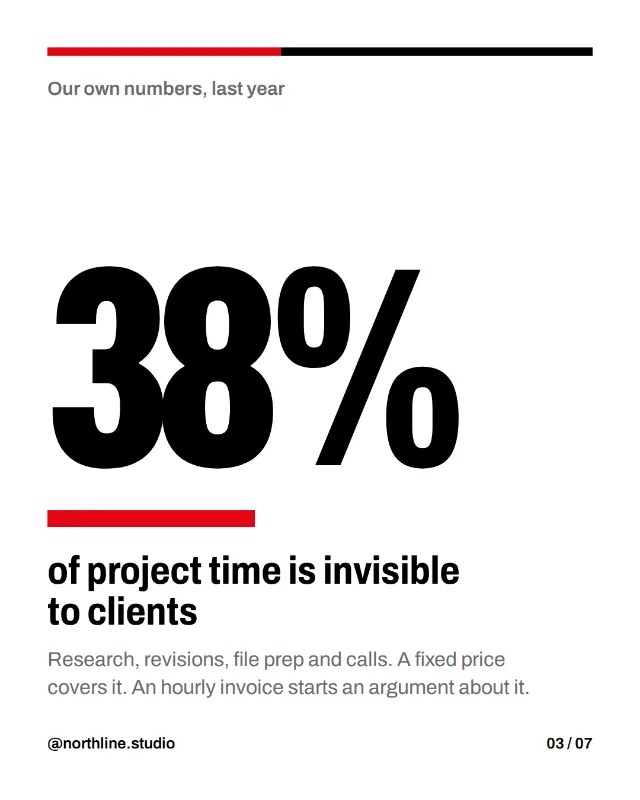 Our own numbers, last year
38%
of project time is invisible
to clients
Research, revisions, file prep and calls. A fixed price
covers it. An hourly invoice starts an argument about it.
@northline.studio
03 / 07